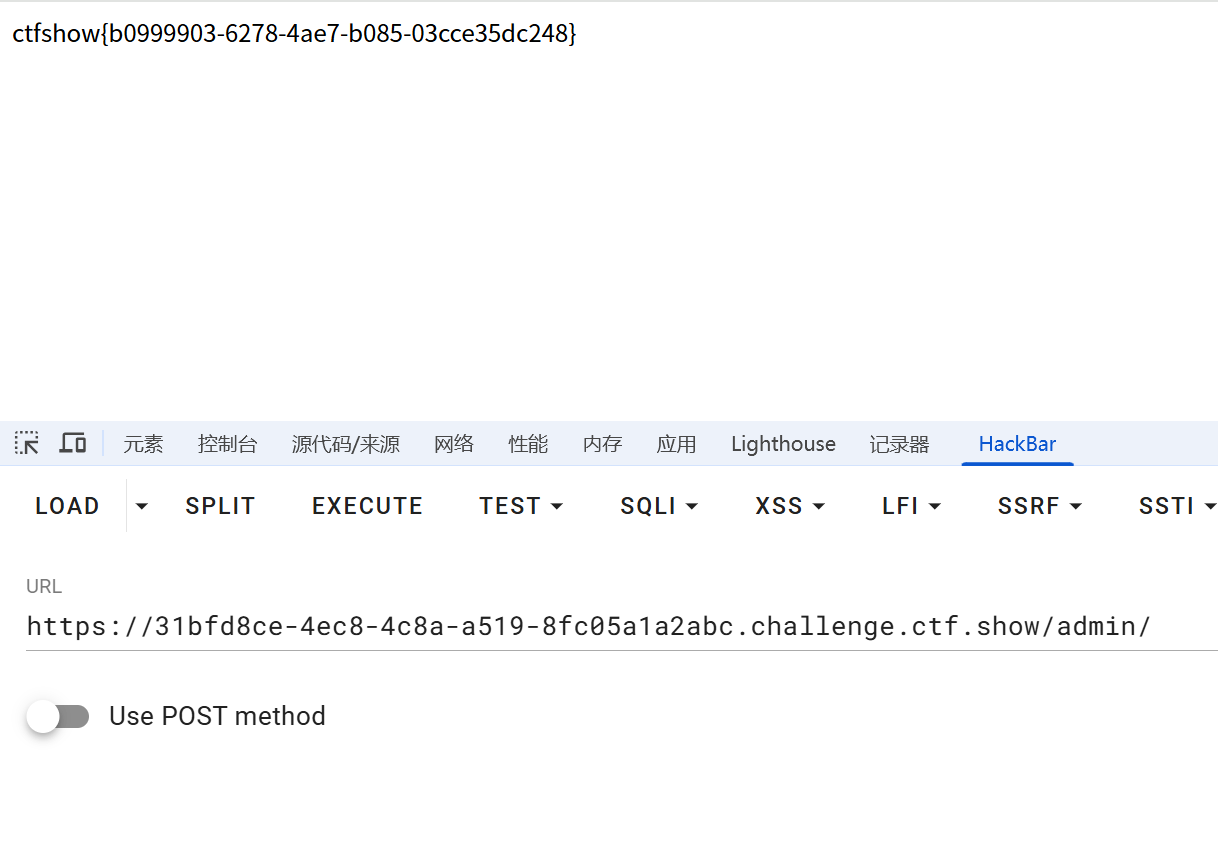 ctfshow{b0999903-6278-4ae7-b085-03cce35dc248}
元素 控制台 源代码/来源 网络 性能 内存 应用 Lighthouse 记录器 HackBar
LOAD SPLIT EXECUTE TEST SQLI XSS LFI SSRF SSTI
URL
https://31bfd8ce-4ec8-4c8a-a519-8fc05a1a2abc.challenge.ctf.show/admin/
Use POST method